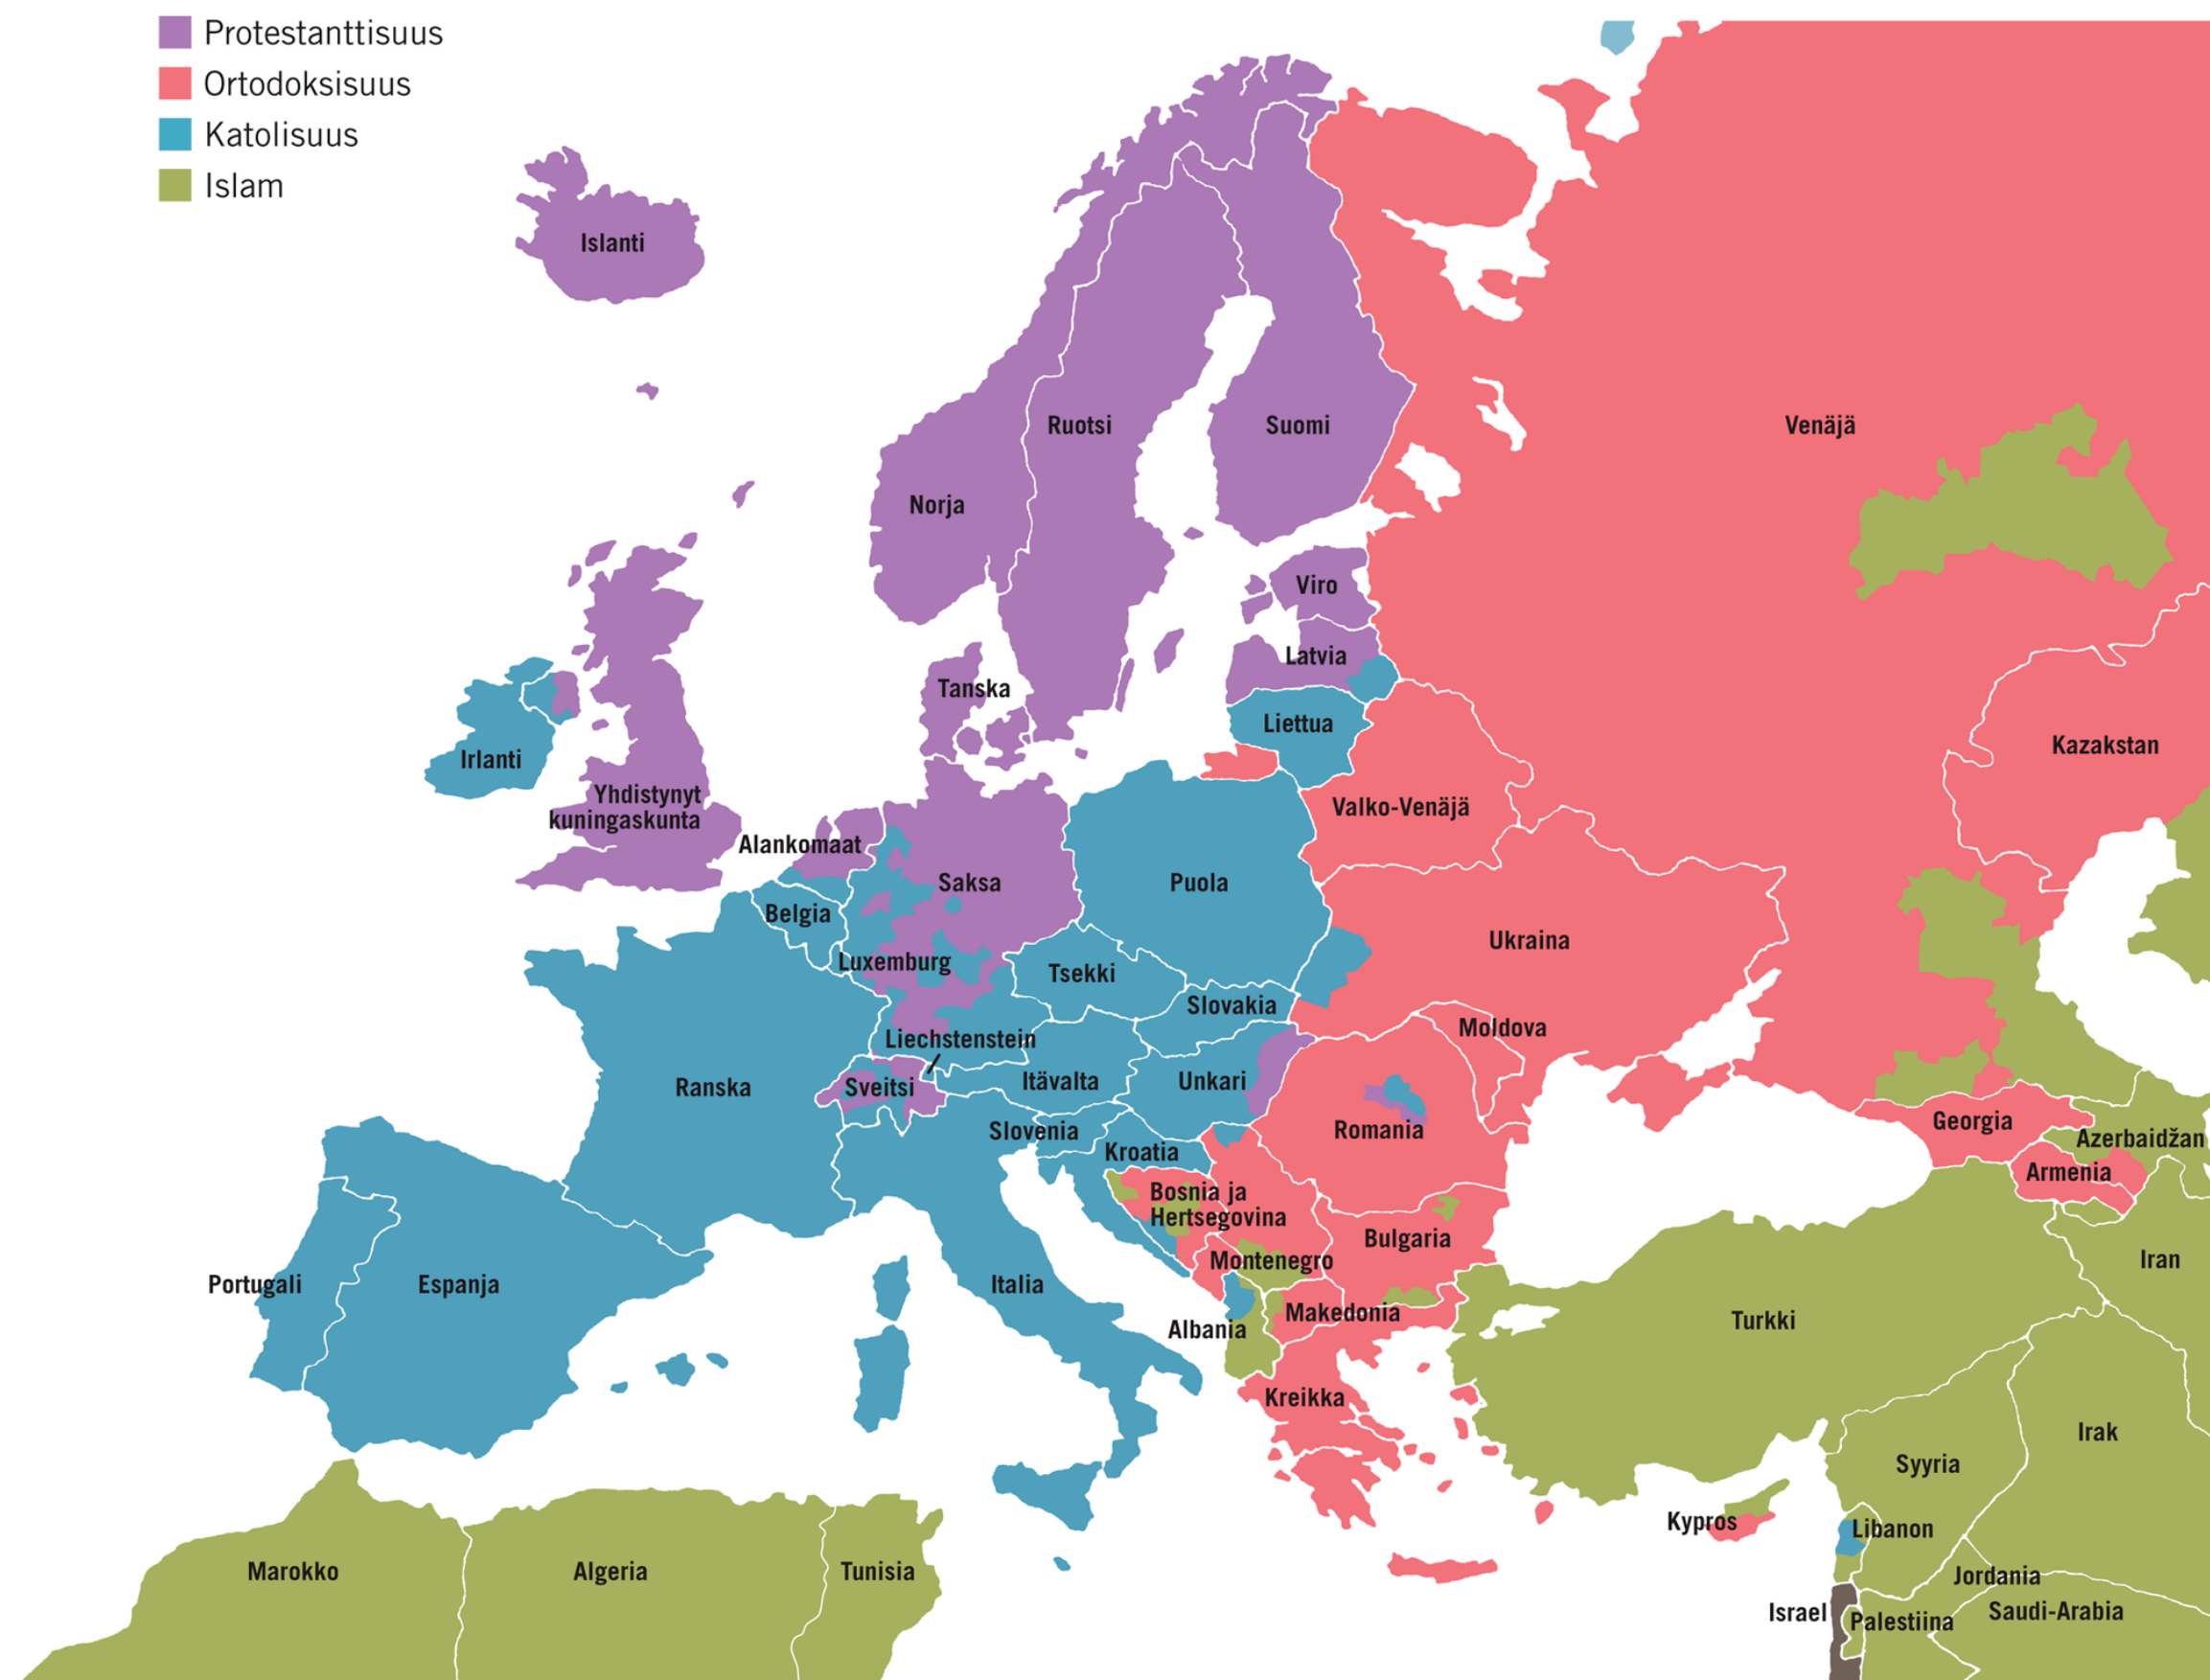 Protestanttisuus
Ortodoksisuus
Katolisuus
Islam
Islanti
Ruotsi
Suomi
Venäjä
Norja
Viro
Latvia
Tanska
Liettua
Irlanti
Kazakstan
Yhdistynyt
kuningaskunta
Valko-Venäjä
Alankomaat
Saksa
Puola
Belgia
Ukraina
Luxemburg
Tsekki
Slovakia
Moldova
Liechstenstein
Ranska
Sveitsi
Itävalta
Unkari
Romania
Georgia
Slovenia
Azerbaidžan
Kroatia
Armenia
Bosnia ja
Hertsegovina
Bulgaria
Montenegro
Iran
Portugali
Espanja
Italia
Makedonia
Turkki
Albania
Kreikka
Irak
Syyria
Kypros
Libanon
Marokko
Algeria
Tunisia
Jordania
Israel
Palestiina
Saudi-Arabia